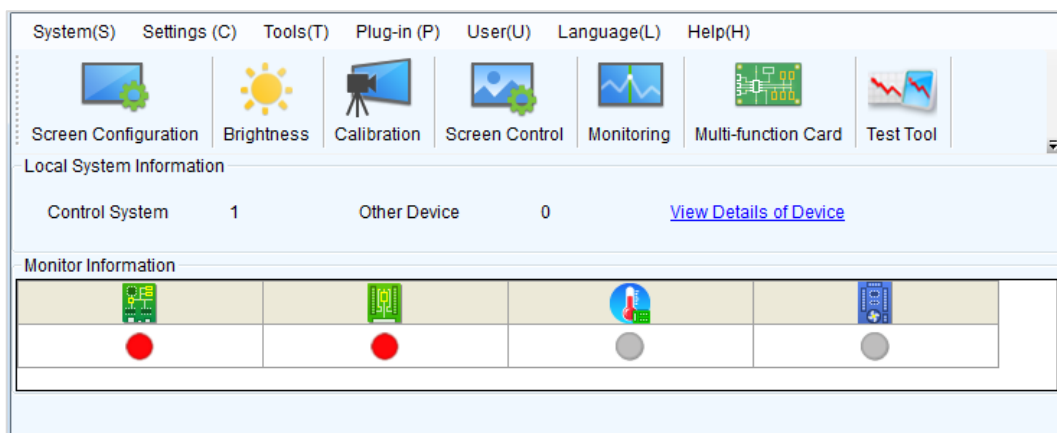 System(S) Settings (C) Tools(T) Plug-in (P) User(U) Language(L) Help(H)
Screen Configuration Brightness Calibration Screen Control Monitoring Multi-function Card Test Tool
Local System Information
Control System 1 Other Device 0 View Details of Device
Monitor Information